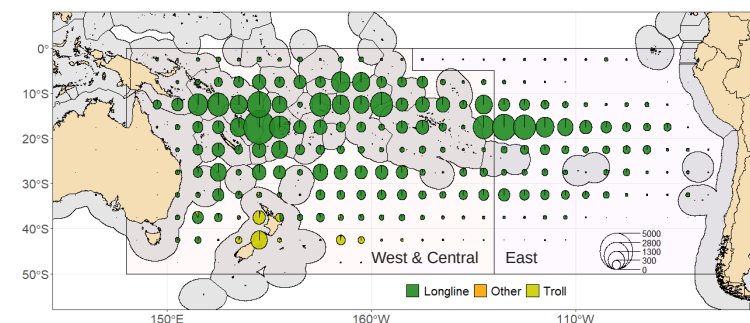 0°
10°S
20°S
30°S
40°S
50°S
West & Central
East
5000
2800
1300
300
0
Longline Other Troll
150°E 160°W 110°W